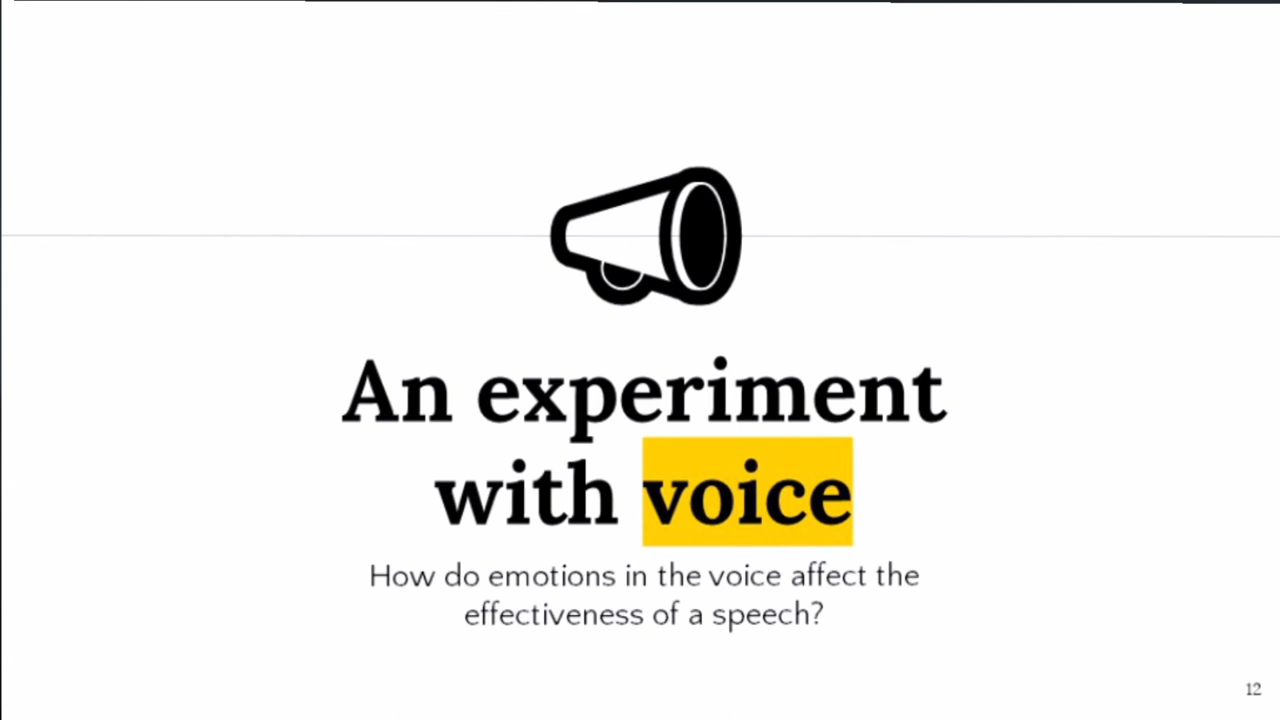 An experiment
with voice
How do emotions in the voice affect the
effectiveness of a speech?
12